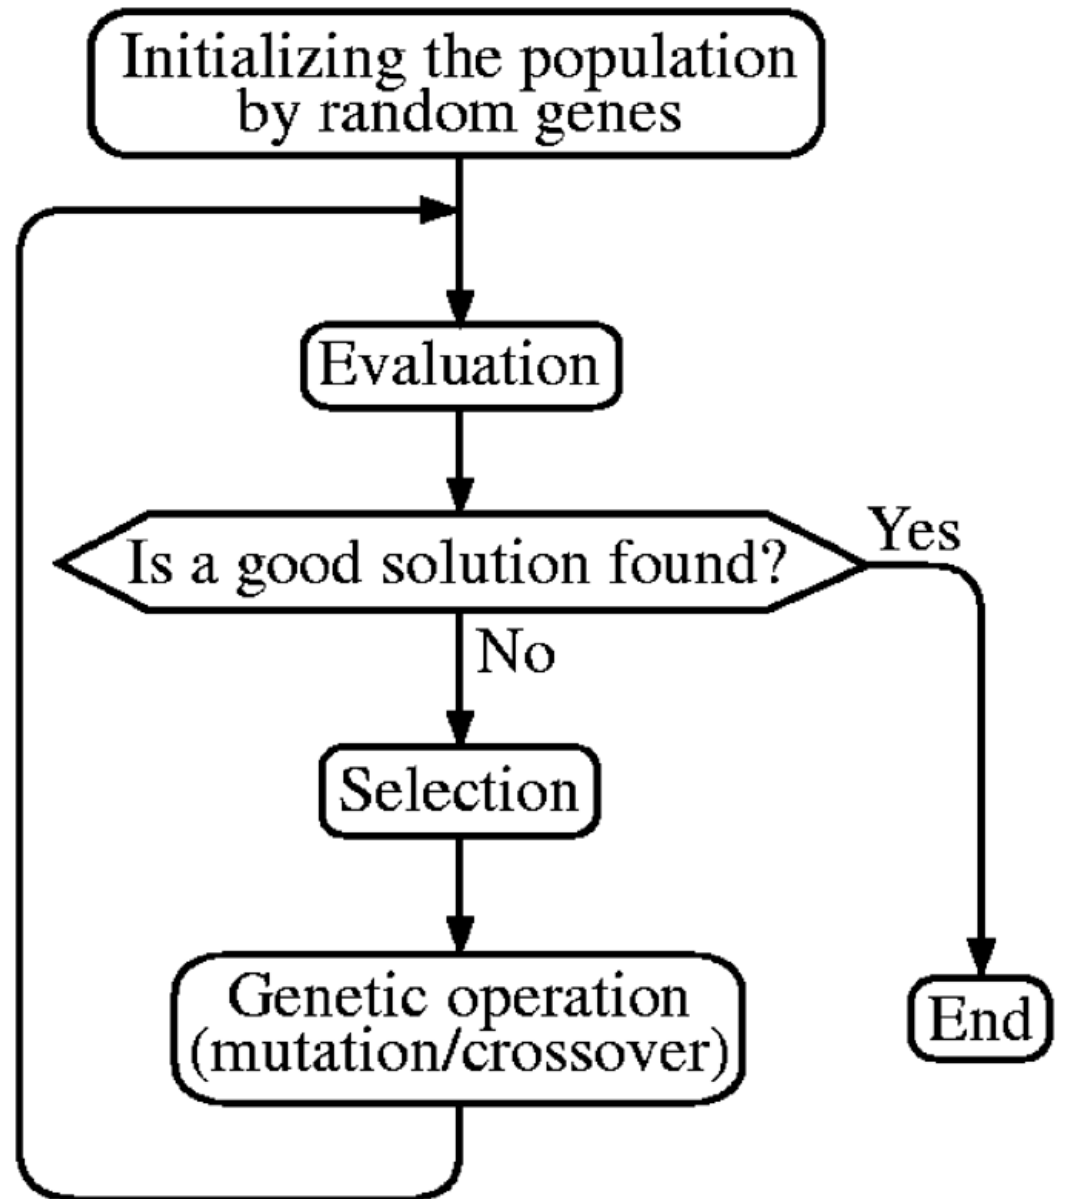 Initializing the population
by random genes
Evaluation
Is a good solution found?
Yes
No
Selection
Genetic operation
(mutation/crossover)
End